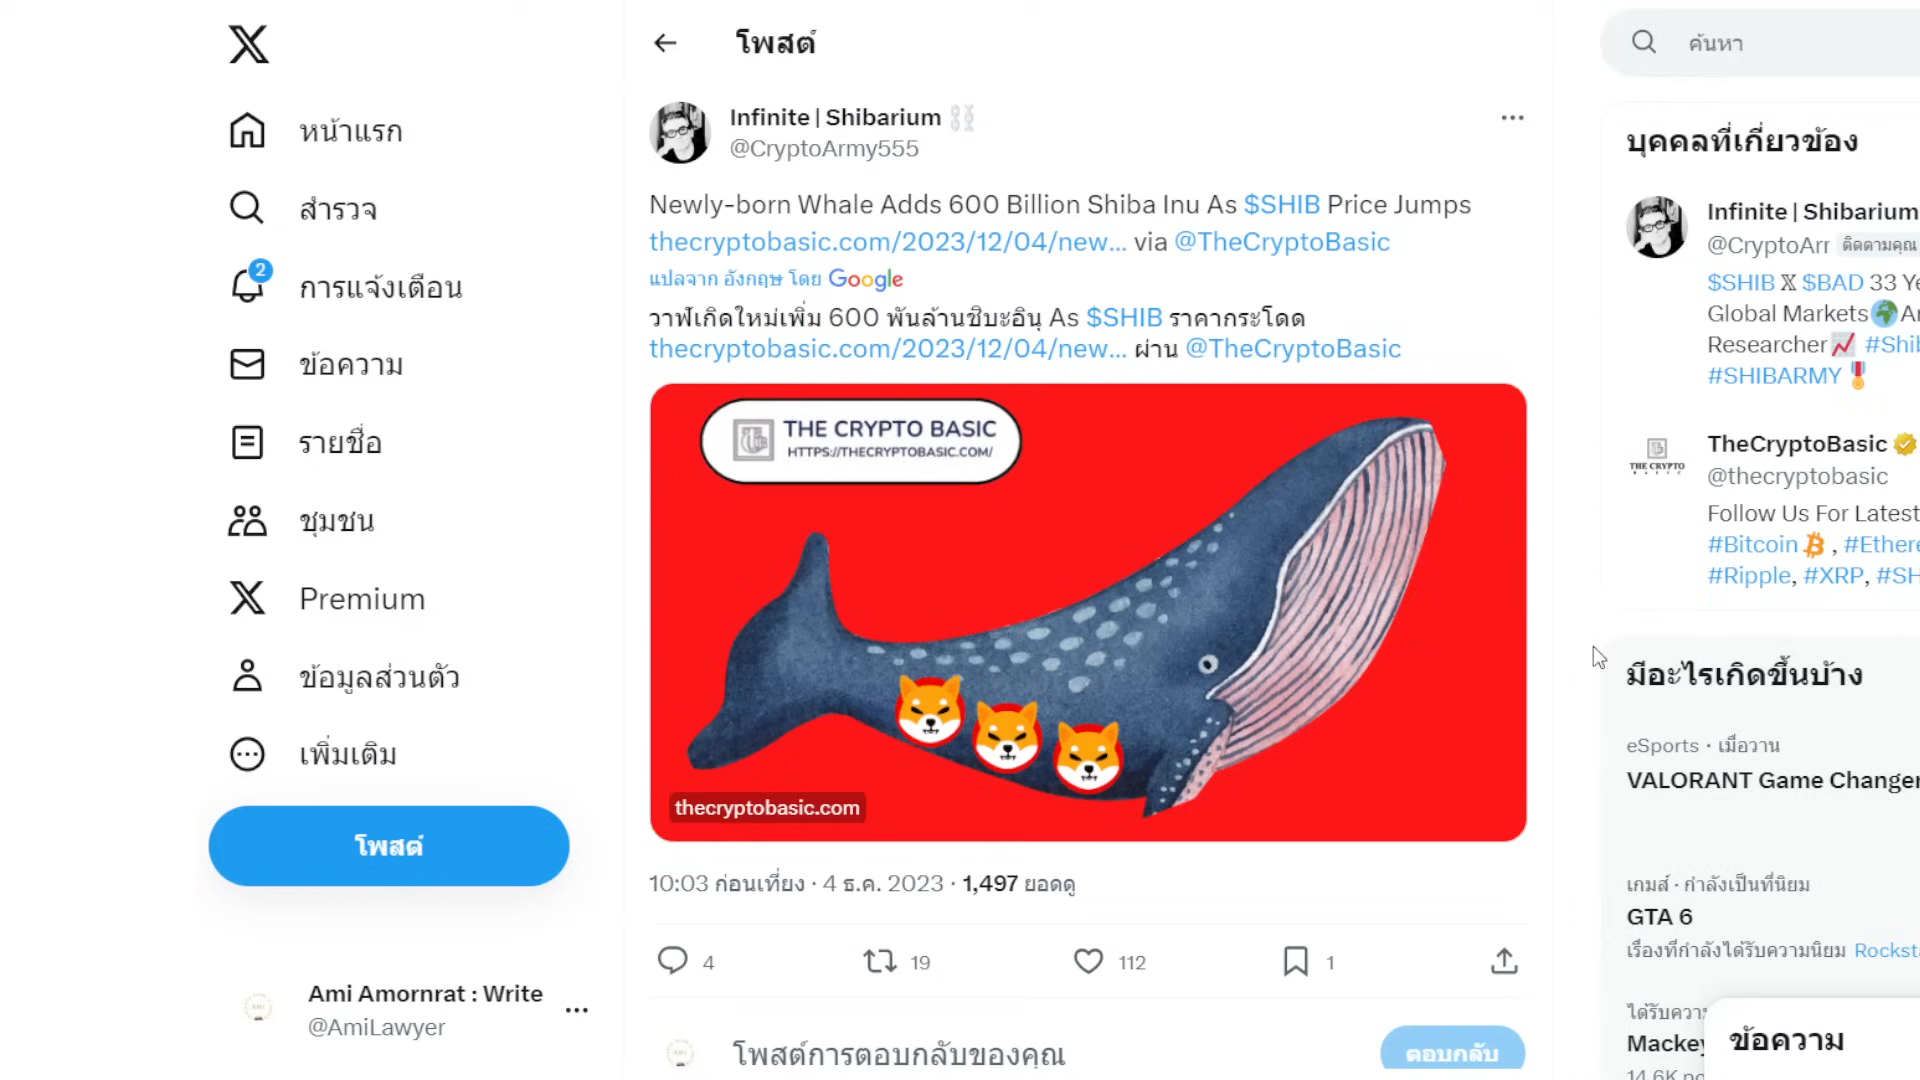 หน้าแรก
สำรวจ
2
การแจ้งเตือน
ข้อความ
รายชื่อ
ชุมชน
Premium
ข้อมูลส่วนตัว
เพิ่มเติม
โพสต์
Ami Amornrat : Write
@AmiLawyer
โพสต์
Infinite | Shibarium
@CryptoArmy555
Newly-born Whale Adds 600 Billion Shiba Inu As $SHIB Price Jumps
thecryptobasic.com/2023/12/04/new... via @TheCryptoBasic
แปลจาก อังกฤษ โดย Google
วาฬเกิดใหม่เพิ่ม 600 พันล้านชิบะอินุ As $SHIB ราคากระโดด
thecryptobasic.com/2023/12/04/new... ผ่าน @TheCryptoBasic
THE CRYPTO BASIC
HTTPS://THECRYPTOBASIC.COM/
thecryptobasic.com
10:03 ก่อนเที่ยง · 4 ธ.ค. 2023 · 1,497 ยอดดู
4 19 112 1
โพสต์การตอบกลับของคุณ
ตอบกลับ
ค้นหา
บุคคลที่เกี่ยวข้อง
Infinite | Shibarium
@CryptoArr ติดตามคุณ
$SHIB X $BAD 33 Ye
Global Markets Ar
Researcher #Shib
#SHIBARMY
TheCryptoBasic
THE CRYPTO
BASIC
@thecryptobasic
Follow Us For Latest
#Bitcoin , #Ethere
#Ripple, #XRP, #SH
มีอะไรเกิดขึ้นบ้าง
eSports · เมื่อวาน
VALORANT Game Changer
เกมส์ · กำลังเป็นที่นิยม
GTA 6
เรื่องที่กำลังได้รับความนิยม Rocksta
ได้รับควา
Mackey
14.6K
ข้อความ